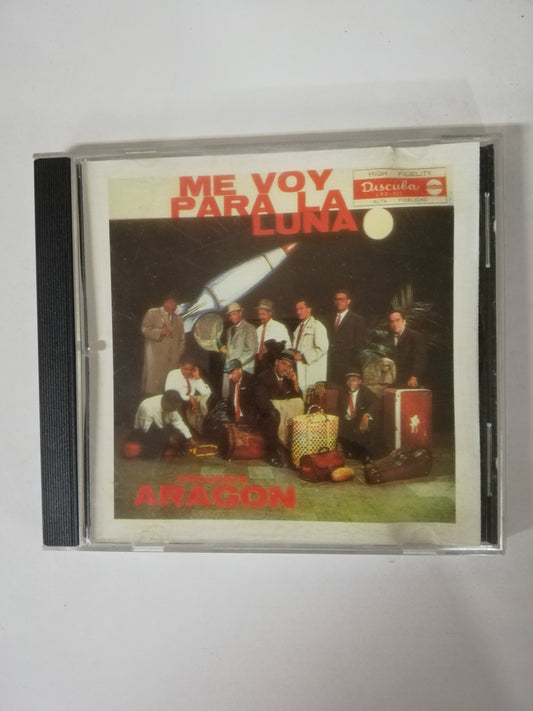 ME VOY
PARA LA
LUNA
HIGH FIDELITY
Discuba
ALTA FIDELIDAD
ARAGON